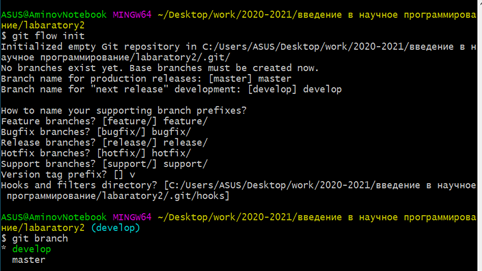 ASUS@AminovNotebook MINGW64 ~/Desktop/work/2020-2021/введение в научное программирова
ние/labaratory2
$ git flow init
Initialized empty Git repository in C:/Users/ASUS/Desktop/work/2020-2021/введение в н
аучное программирование/labaratory2/.git/
No branches exist yet. Base branches must be created now.
Branch name for production releases: [master] master
Branch name for "next release" development: [develop] develop
How to name your supporting branch prefixes?
Feature branches? [feature/] feature/
Bugfix branches? [bugfix/] bugfix/
Release branches? [release/] release/
Hotfix branches? [hotfix/] hotfix/
Support branches? [support/] support/
Version tag prefix? [] v
Hooks and filters directory? [C:/Users/ASUS/Desktop/work/2020-2021/введение в научное
 программирование/labaratory2/.git/hooks]
ASUS@AminovNotebook MINGW64 ~/Desktop/work/2020-2021/введение в научное программирова
ние/labaratory2 (develop)
$ git branch
* develop
  master